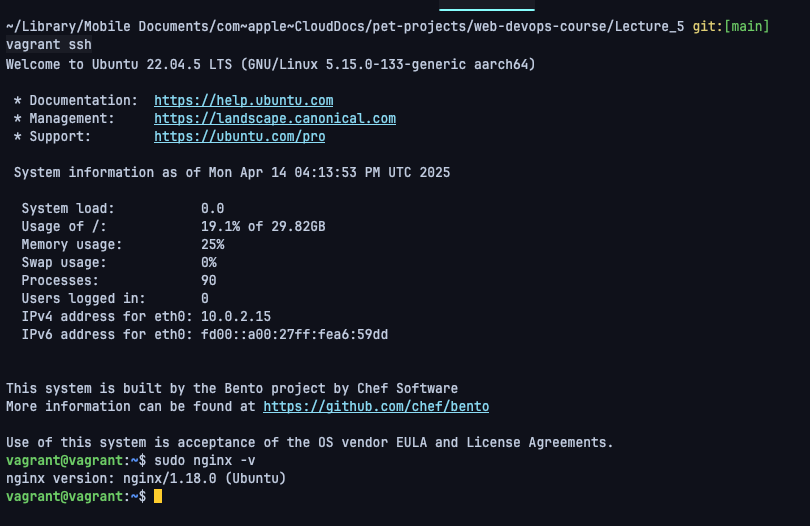 ~/Library/Mobile Documents/com~apple~CloudDocs/pet-projects/web-devops-course/Lecture_5 git:[main]
vagrant ssh
Welcome to Ubuntu 22.04.5 LTS (GNU/Linux 5.15.0-133-generic aarch64)

 * Documentation:  https://help.ubuntu.com
 * Management:     https://landscape.canonical.com
 * Support:        https://ubuntu.com/pro

 System information as of Mon Apr 14 04:13:53 PM UTC 2025

  System load:           0.0
  Usage of /:            19.1% of 29.82GB
  Memory usage:          25%
  Swap usage:            0%
  Processes:             90
  Users logged in:       0
  IPv4 address for eth0: 10.0.2.15
  IPv6 address for eth0: fd00::a00:27ff:fea6:59dd

This system is built by the Bento project by Chef Software
More information can be found at https://github.com/chef/bento

Use of this system is acceptance of the OS vendor EULA and License Agreements.
vagrant@vagrant:~$ sudo nginx -v
nginx version: nginx/1.18.0 (Ubuntu)
vagrant@vagrant:~$